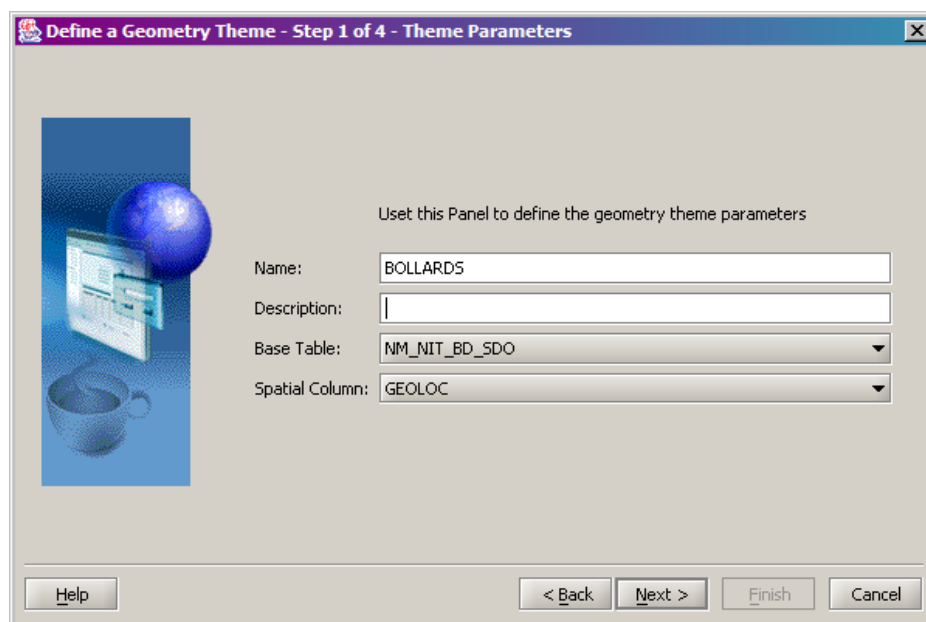 Define a Geometry Theme - Step 1 of 4 - Theme Parameters
Uset this Panel to define the geometry theme parameters
Name: BOLLARDS
Description:
Base Table: NM_NIT_BD_SDO
Spatial Column: GEOLOC
Help < Back Next > Finish Cancel